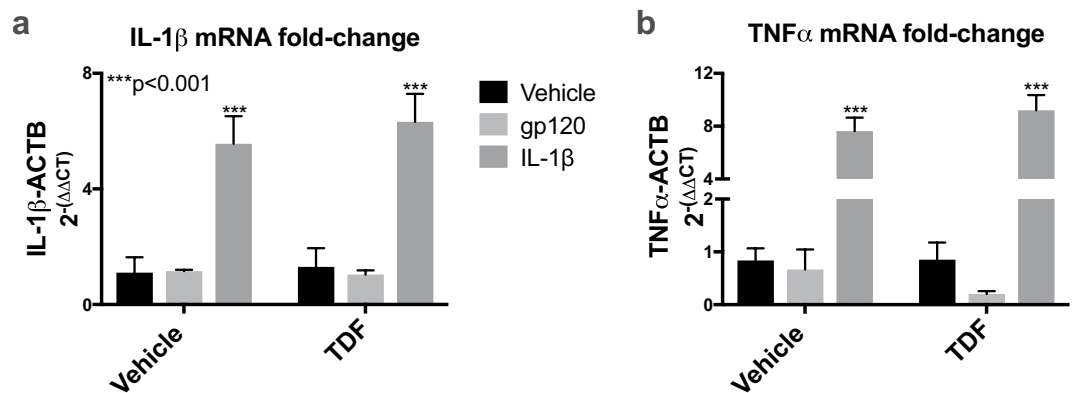 a
IL-1β mRNA fold-change
IL-1β-ACTB
2-(ΔΔCT)
8
4
0
***p<0.001
***
***
Vehicle
TDF
Vehicle
gp120
IL-1β
b
TNFα mRNA fold-change
TNFα-ACTB
2-(ΔΔCT)
12
8
4
2
1
0
***
***
Vehicle
TDF